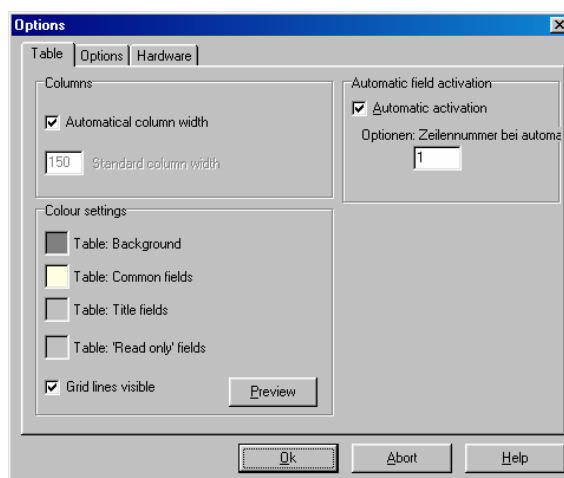 Options
Table Options Hardware
Columns
Automatical column width
150 Standard column width
Automatic field activation
Automatic activation
Optionen: Zeilennummer bei automa
1
Colour settings
Table: Background
Table: Common fields
Table: Title fields
Table: 'Read only' fields
Grid lines visible
Preview
Ok Abort Help